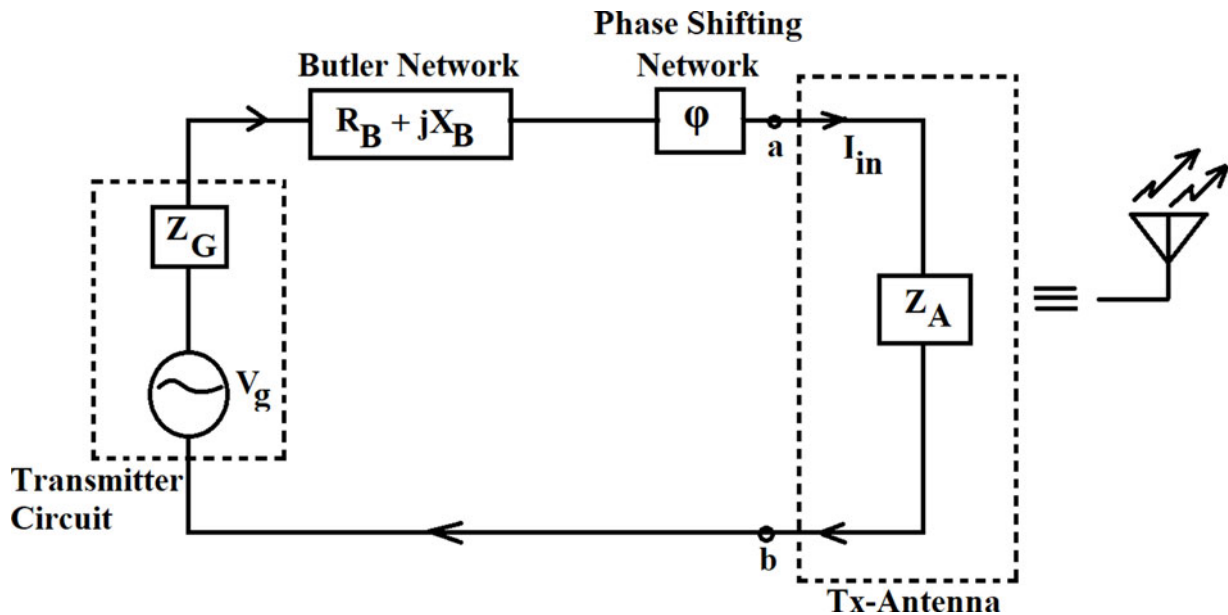 Phase Shifting
Network
Butler Network
R_B + jX_B
φ
a
I_in
Z_G
Z_A
V_g
Transmitter
Circuit
b
Tx-Antenna